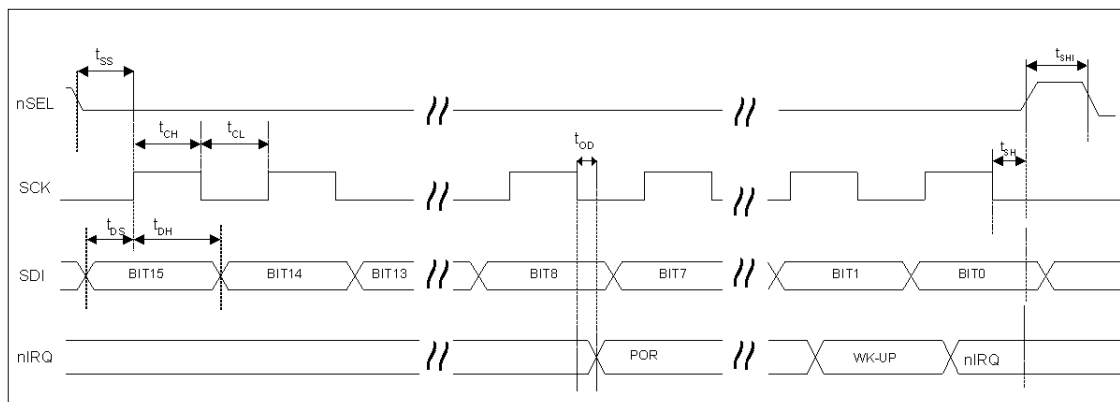 tSS
tSHI
nSEL
tCH
tCL
tOD
tSH
SCK
tDS
tDH
SDI
BIT15
BIT14
BIT13
BIT8
BIT7
BIT1
BIT0
nIRQ
POR
WK-UP
nIRQ